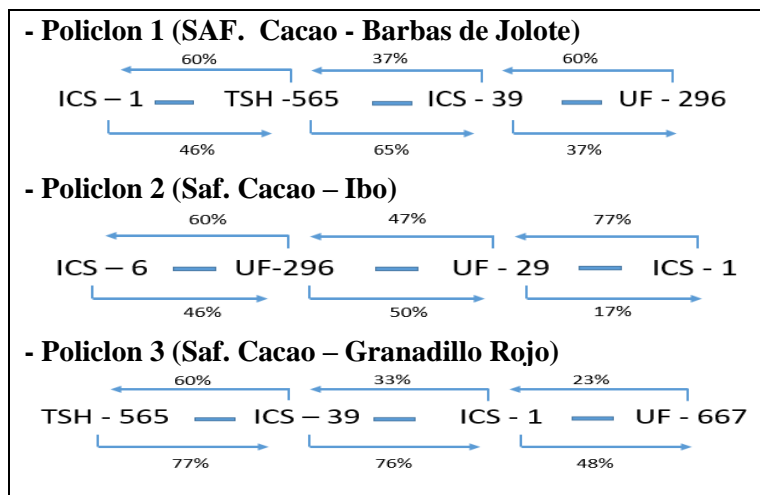 - Policlon 1 (SAF. Cacao - Barbas de Jolote)
60% 37% 60%
ICS – 1 TSH -565 ICS - 39 UF - 296
46% 65% 37%
- Policlon 2 (Saf. Cacao – Ibo)
60% 47% 77%
ICS – 6 UF-296 UF - 29 ICS - 1
46% 50% 17%
- Policlon 3 (Saf. Cacao – Granadillo Rojo)
60% 33% 23%
TSH - 565 ICS – 39 ICS - 1 UF - 667
77% 76% 48%